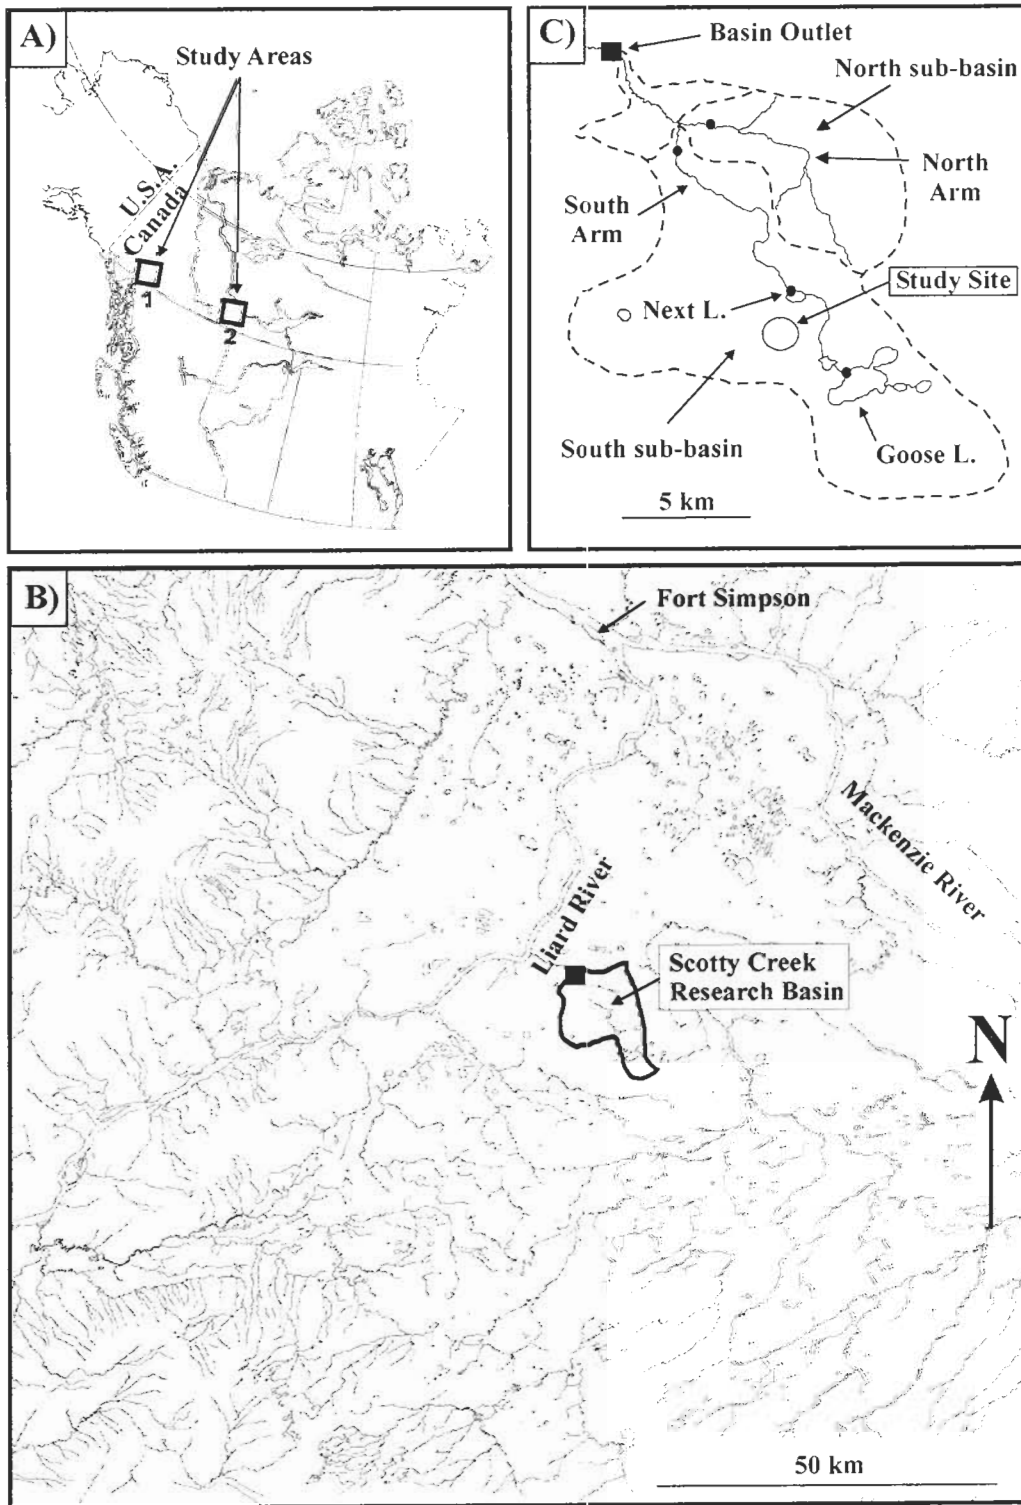 A)
Study Areas
U.S.A.
Canada
1
2
C)
Basin Outlet
North sub-basin
North
Arm
South
Arm
Study Site
Next L.
South sub-basin
Goose L.
5 km
B)
Fort Simpson
Mackenzie River
Liard River
Scotty Creek
Research Basin
N
50 km